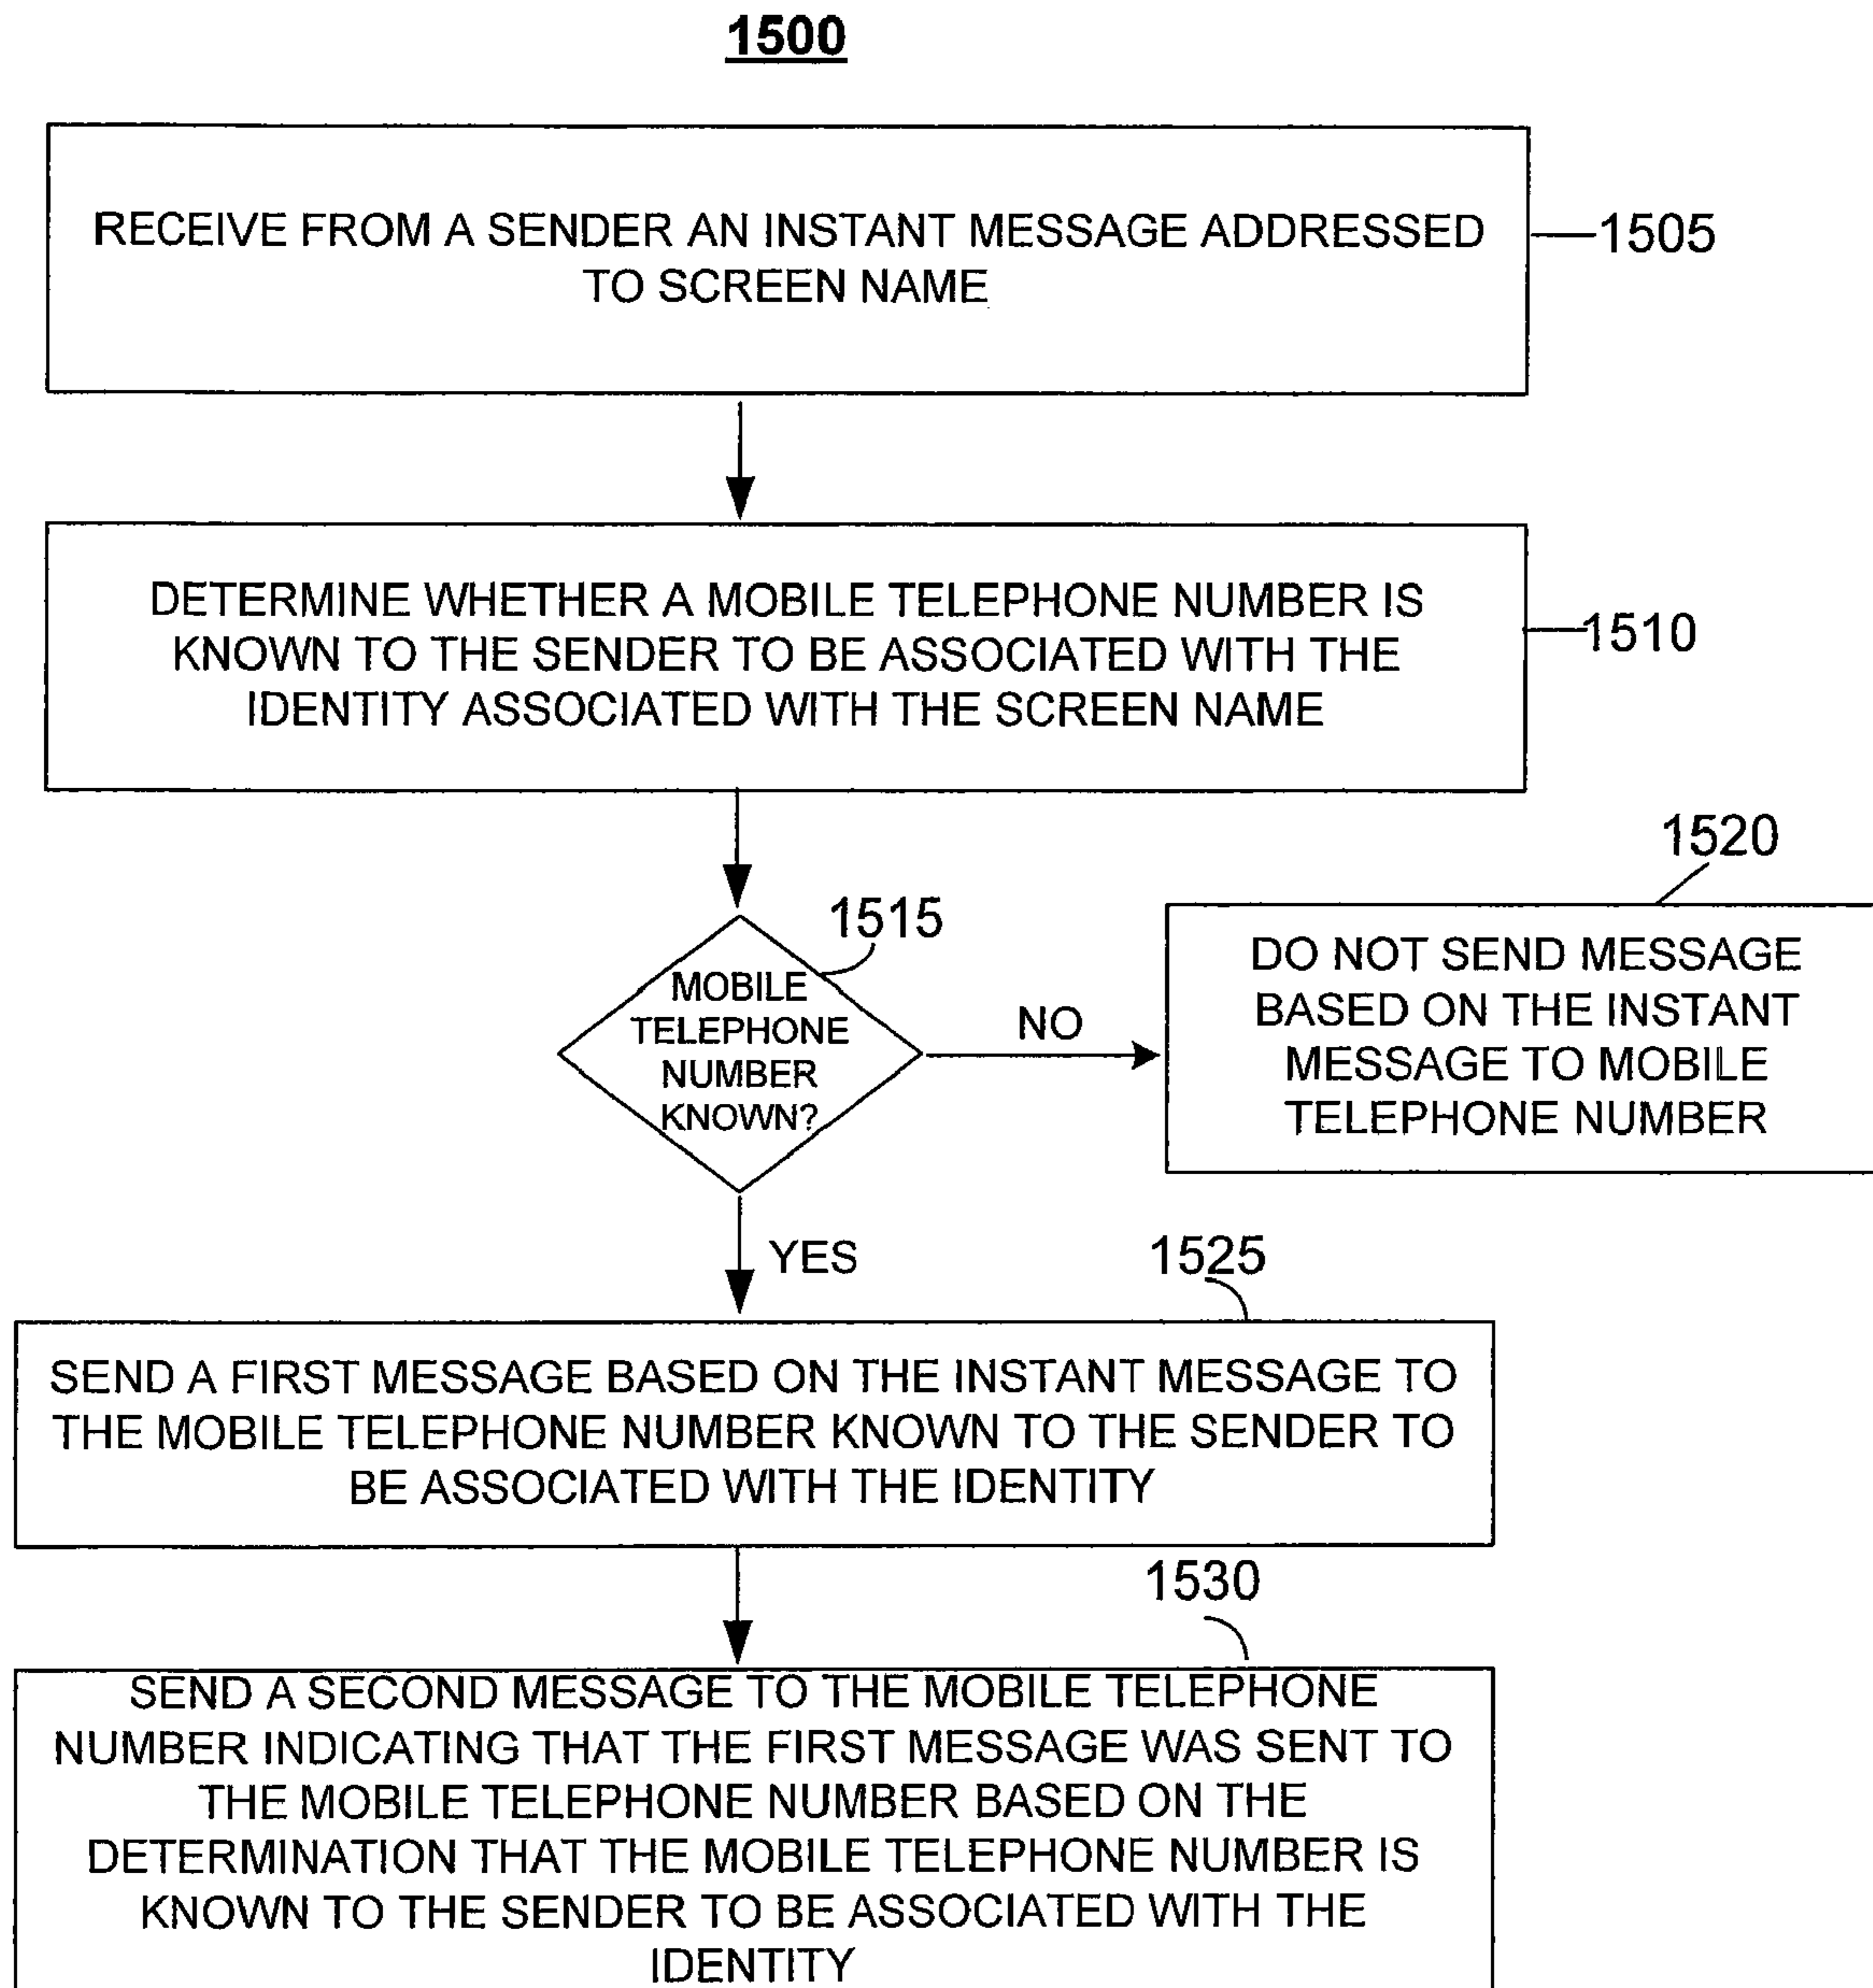 1500
RECEIVE FROM A SENDER AN INSTANT MESSAGE ADDRESSED
TO SCREEN NAME
1505
DETERMINE WHETHER A MOBILE TELEPHONE NUMBER IS
KNOWN TO THE SENDER TO BE ASSOCIATED WITH THE
IDENTITY ASSOCIATED WITH THE SCREEN NAME
1510
1515
MOBILE
TELEPHONE
NUMBER
KNOWN?
NO
1520
DO NOT SEND MESSAGE
BASED ON THE INSTANT
MESSAGE TO MOBILE
TELEPHONE NUMBER
YES
1525
SEND A FIRST MESSAGE BASED ON THE INSTANT MESSAGE TO
THE MOBILE TELEPHONE NUMBER KNOWN TO THE SENDER TO
BE ASSOCIATED WITH THE IDENTITY
1530
SEND A SECOND MESSAGE TO THE MOBILE TELEPHONE
NUMBER INDICATING THAT THE FIRST MESSAGE WAS SENT TO
THE MOBILE TELEPHONE NUMBER BASED ON THE
DETERMINATION THAT THE MOBILE TELEPHONE NUMBER IS
KNOWN TO THE SENDER TO BE ASSOCIATED WITH THE
IDENTITY